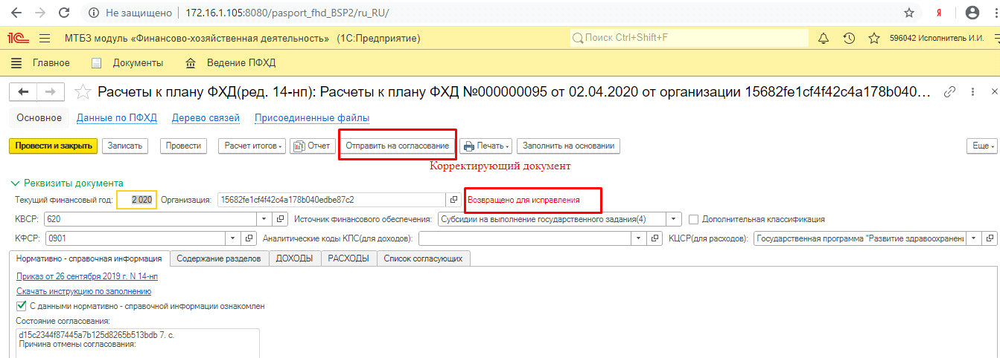 Не защищено 172.16.1.105:8080/pasport_fhd_BSP2/ru_RU/ Я
1С МТБЗ модуль «Финансово-хозяйственная деятельность» (1С:Предприятие) Поиск Ctrl+Shift+F 596042 Исполнитель И.И.
Главное Документы Ведение ПФХД
Расчеты к плану ФХД(ред. 14-нп): Расчеты к плану ФХД №000000095 от 02.04.2020 от организации 15682fe1cf4f42c4a178b040...
Основное Данные по ПФХД Дерево связей Присоединенные файлы
Провести и закрыть Записать Провести Расчет итогов Отчет Отправить на согласование Печать Заполнить на основании Еще
Корректирующий документ
Реквизиты документа
Текущий финансовый год: 2 020 Организация: 15682fe1cf4f42c4a178b040edbe87c2 Возвращено для исправления
КВСР: 620 Источник финансового обеспечения: Субсидии на выполнение государственного задания(4) Дополнительная классификация
КФСР: 0901 Аналитические коды КПС(для доходов): КЦСР(для расходов): Государственная программа "Развитие здравоохранени
Нормативно - справочная информация Содержание разделов ДОХОДЫ РАСХОДЫ Список согласующих
Приказ от 26 сентября 2019 г. N 14-нп
Скачать инструкцию по заполнению
С данными нормативно - справочной информации ознакомлен
Состояние согласования:
d15c2344f87445a7b125d8265b513bdb 7. с.
Причина отмены согласования: